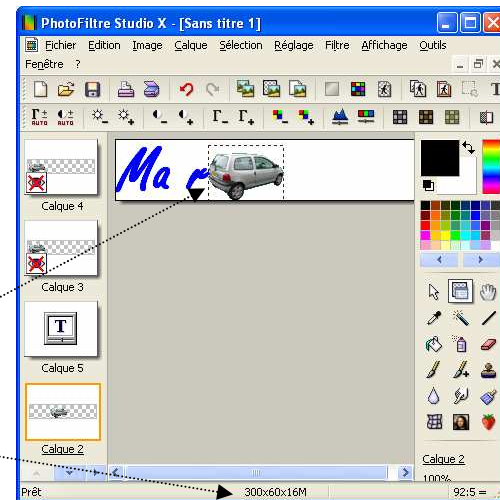 PhotoFiltre Studio X - [Sans titre 1]
Fichier Edition Image Calque Sélection Réglage Filtre Affichage Outils
Fenêtre ?
AUTO AUTO
Ma r
Calque 4
Calque 3
T
Calque 5
Calque 2
Calque 2
100%
Prêt 300x60x16M 92:5 =